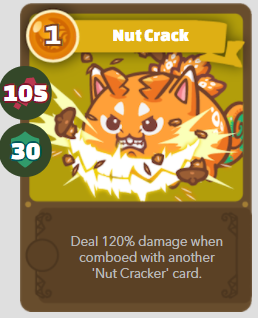 1
Nut Crack
105
30
Deal 120% damage when
comboed with another
'Nut Cracker' card.